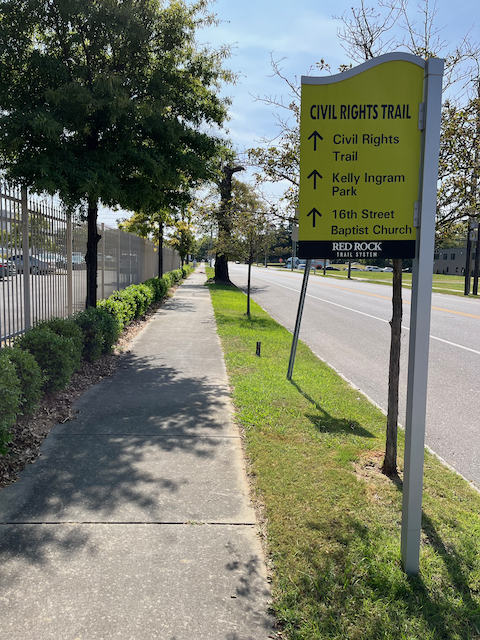 CIVIL RIGHTS TRAIL
↑ Civil Rights
Trail
↑ Kelly Ingram
Park
↑ 16th Street
Baptist Church
RED ROCK
TRAIL SYSTEM